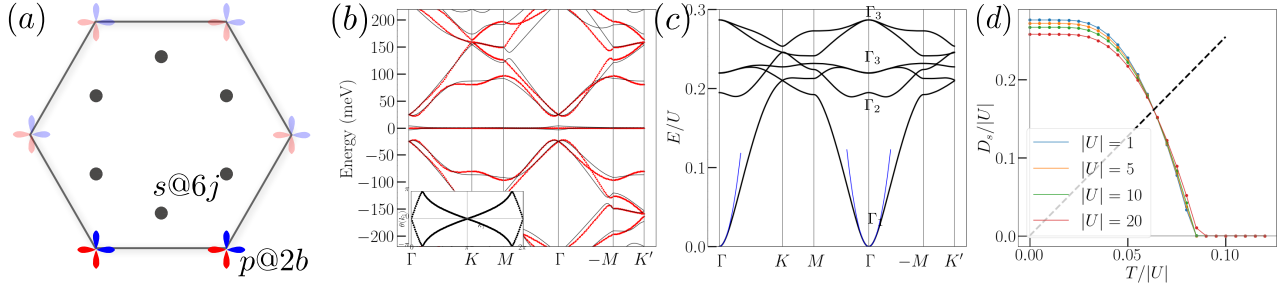 (a)
s@6j
p@2b
(b)
Energy (meV)
200
150
100
50
0
−50
−100
−150
−200
Γ
K
M
Γ
−M
K′
(c)
E/U
0.3
0.2
0.1
0.0
Γ₃
Γ₃
Γ₂
Γ₁
Γ
K
M
Γ
−M
K′
(d)
D_s/|U|
0.2
0.1
0.0
|U| = 1
|U| = 5
|U| = 10
|U| = 20
0.00
0.05
0.10
T/|U|